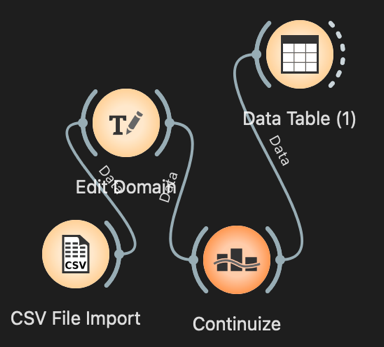 Data Table (1)
Data
T
Edit Domain
Data
Data
CSV
CSV File Import
Continuize